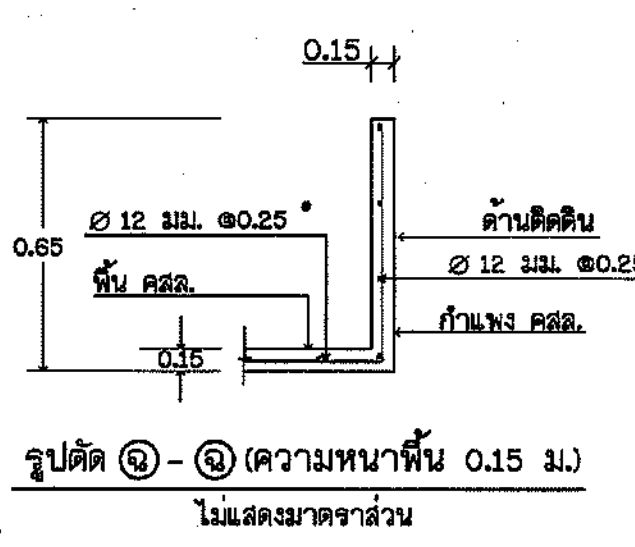 0.15
Ø 12 มม. @0.25
ด้านติดดิน
0.65
Ø 12 มม. @0.25
พื้น คสล.
กำแพง คสล.
0.15
รูปตัด ฉ - ฉ (ความหนาพื้น 0.15 ม.)
ไม่แสดงมาตราส่วน